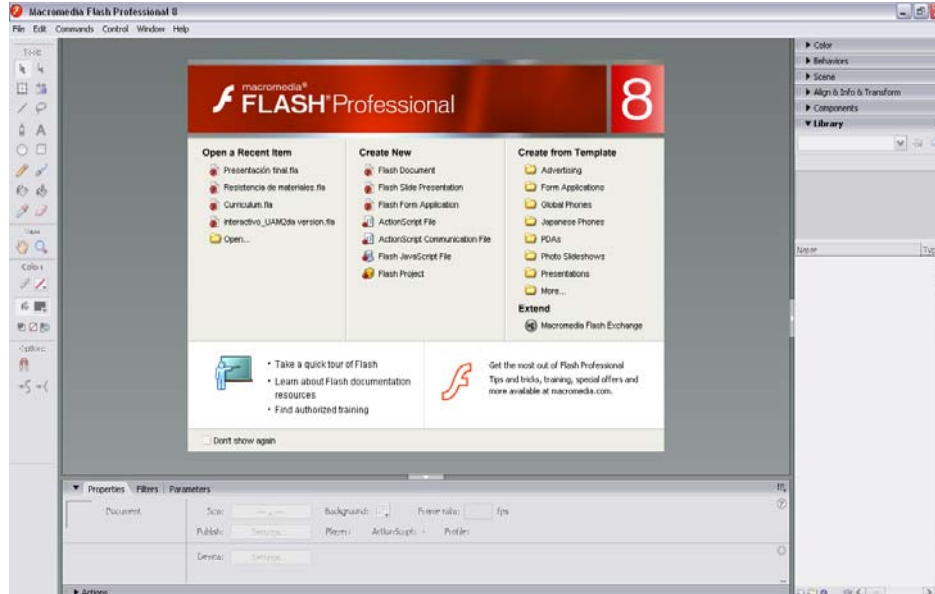 Macromedia Flash Professional 8
File Edit Commands Control Window Help
Tools
View
Colors
Options
macromedia®
FLASH® Professional 8
Open a Recent Item
Presentación final.fla
Resistencia de materiales.fla
Curriculum.fla
Interactivo_UAM2da version.fla
Open...
Create New
Flash Document
Flash Slide Presentation
Flash Form Application
ActionScript File
ActionScript Communication File
Flash JavaScript File
Flash Project
Create from Template
Advertising
Form Applications
Global Phones
Japanese Phones
PDAs
Photo Slideshows
Presentations
More...
Extend
Macromedia Flash Exchange
• Take a quick tour of Flash
• Learn about Flash documentation
resources
• Find authorized training
Get the most out of Flash Professional
Tips and tricks, training, special offers and
more available at macromedia.com.
Don't show again
Color
Behaviors
Scene
Align & Info & Transform
Components
Library
Name
Properties Filters Parameters
Document
Size:
Background:
Frame rate:
fps
Publish:
Settings...
Player:
ActionScript:
Profile:
Device:
Settings...
Actions